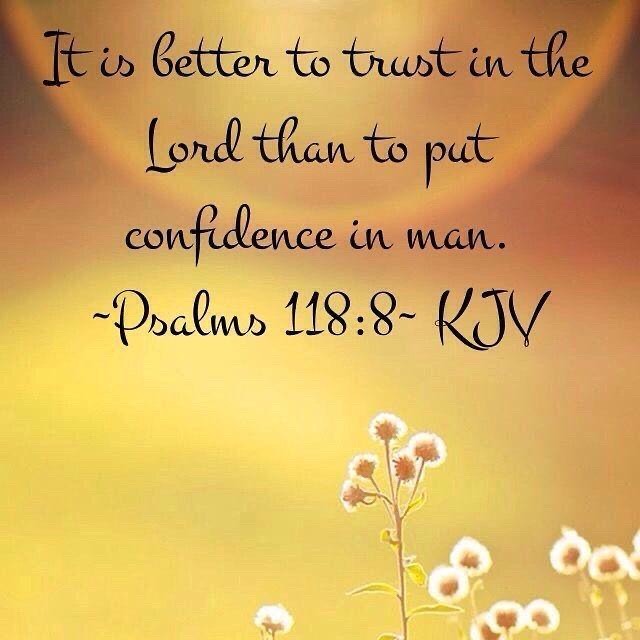 It is better to trust in the
Lord than to put
confidence in man.
~Psalms 118:8~ KJV